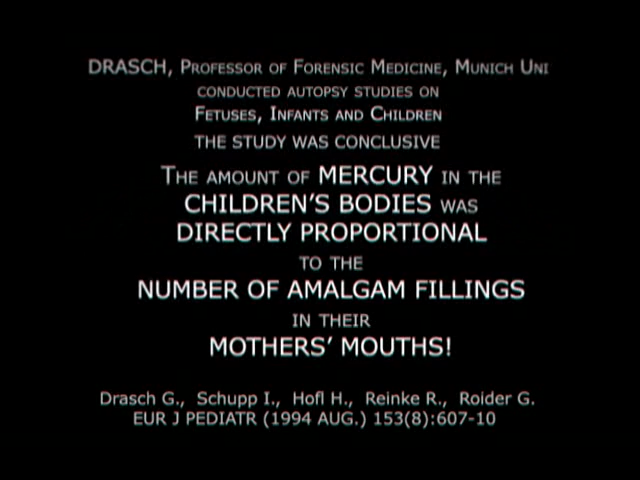 DRASCH, PROFESSOR OF FORENSIC MEDICINE, MUNICH UNI
CONDUCTED AUTOPSY STUDIES ON
FETUSES, INFANTS AND CHILDREN
THE STUDY WAS CONCLUSIVE
THE AMOUNT OF MERCURY IN THE
CHILDREN'S BODIES WAS
DIRECTLY PROPORTIONAL
TO THE
NUMBER OF AMALGAM FILLINGS
IN THEIR
MOTHERS' MOUTHS!
Drasch G., Schupp I., Hofl H., Reinke R., Roider G.
EUR J PEDIATR (1994 AUG.) 153(8):607-10